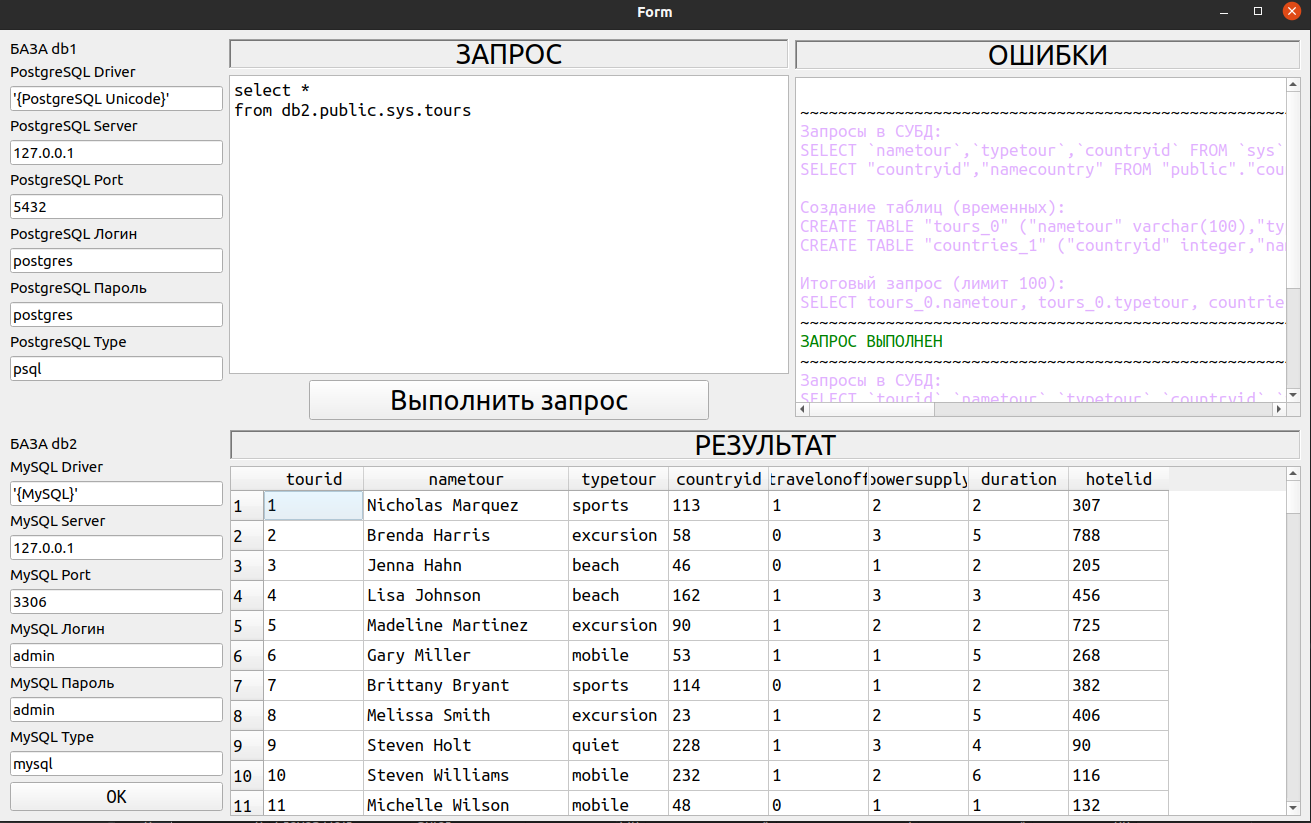 Form
БАЗА db1
PostgreSQL Driver
'{PostgreSQL Unicode}'
PostgreSQL Server
127.0.0.1
PostgreSQL Port
5432
PostgreSQL Логин
postgres
PostgreSQL Пароль
postgres
PostgreSQL Type
psql
БАЗА db2
MySQL Driver
'{MySQL}'
MySQL Server
127.0.0.1
MySQL Port
3306
MySQL Логин
admin
MySQL Пароль
admin
MySQL Type
mysql
OK
ЗАПРОС
select *
from db2.public.sys.tours
Выполнить запрос
ОШИБКИ
~~~~~~~~~~~~~~~~~~~~~~~~~~~~~~~~~~~~~~~~~~~~~~~~~~~
Запросы в СУБД:
SELECT `nametour`,`typetour`,`countryid` FROM `sys`
SELECT "countryid","namecountry" FROM "public"."cou
Создание таблиц (временных):
CREATE TABLE "tours_0" ("nametour" varchar(100),"ty
CREATE TABLE "countries_1" ("countryid" integer,"na
Итоговый запрос (лимит 100):
SELECT tours_0.nametour, tours_0.typetour, countrie
~~~~~~~~~~~~~~~~~~~~~~~~~~~~~~~~~~~~~~~~~~~~~~~~~~~
ЗАПРОС ВЫПОЛНЕН
~~~~~~~~~~~~~~~~~~~~~~~~~~~~~~~~~~~~~~~~~~~~~~~~~~~
Запросы в СУБД:
SELECT `tourid`,`nametour`,`typetour`,`countryid`,`
РЕЗУЛЬТАТ
tourid nametour typetour countryid travelonoff powersupply duration hotelid
1 1 Nicholas Marquez sports 113 1 2 2 307
2 2 Brenda Harris excursion 58 0 3 5 788
3 3 Jenna Hahn beach 46 0 1 2 205
4 4 Lisa Johnson beach 162 1 3 3 456
5 5 Madeline Martinez excursion 90 1 2 2 725
6 6 Gary Miller mobile 53 1 1 5 268
7 7 Brittany Bryant sports 114 0 1 2 382
8 8 Melissa Smith excursion 23 1 2 5 406
9 9 Steven Holt quiet 228 1 3 4 90
10 10 Steven Williams mobile 232 1 2 6 116
11 11 Michelle Wilson mobile 48 0 1 1 132